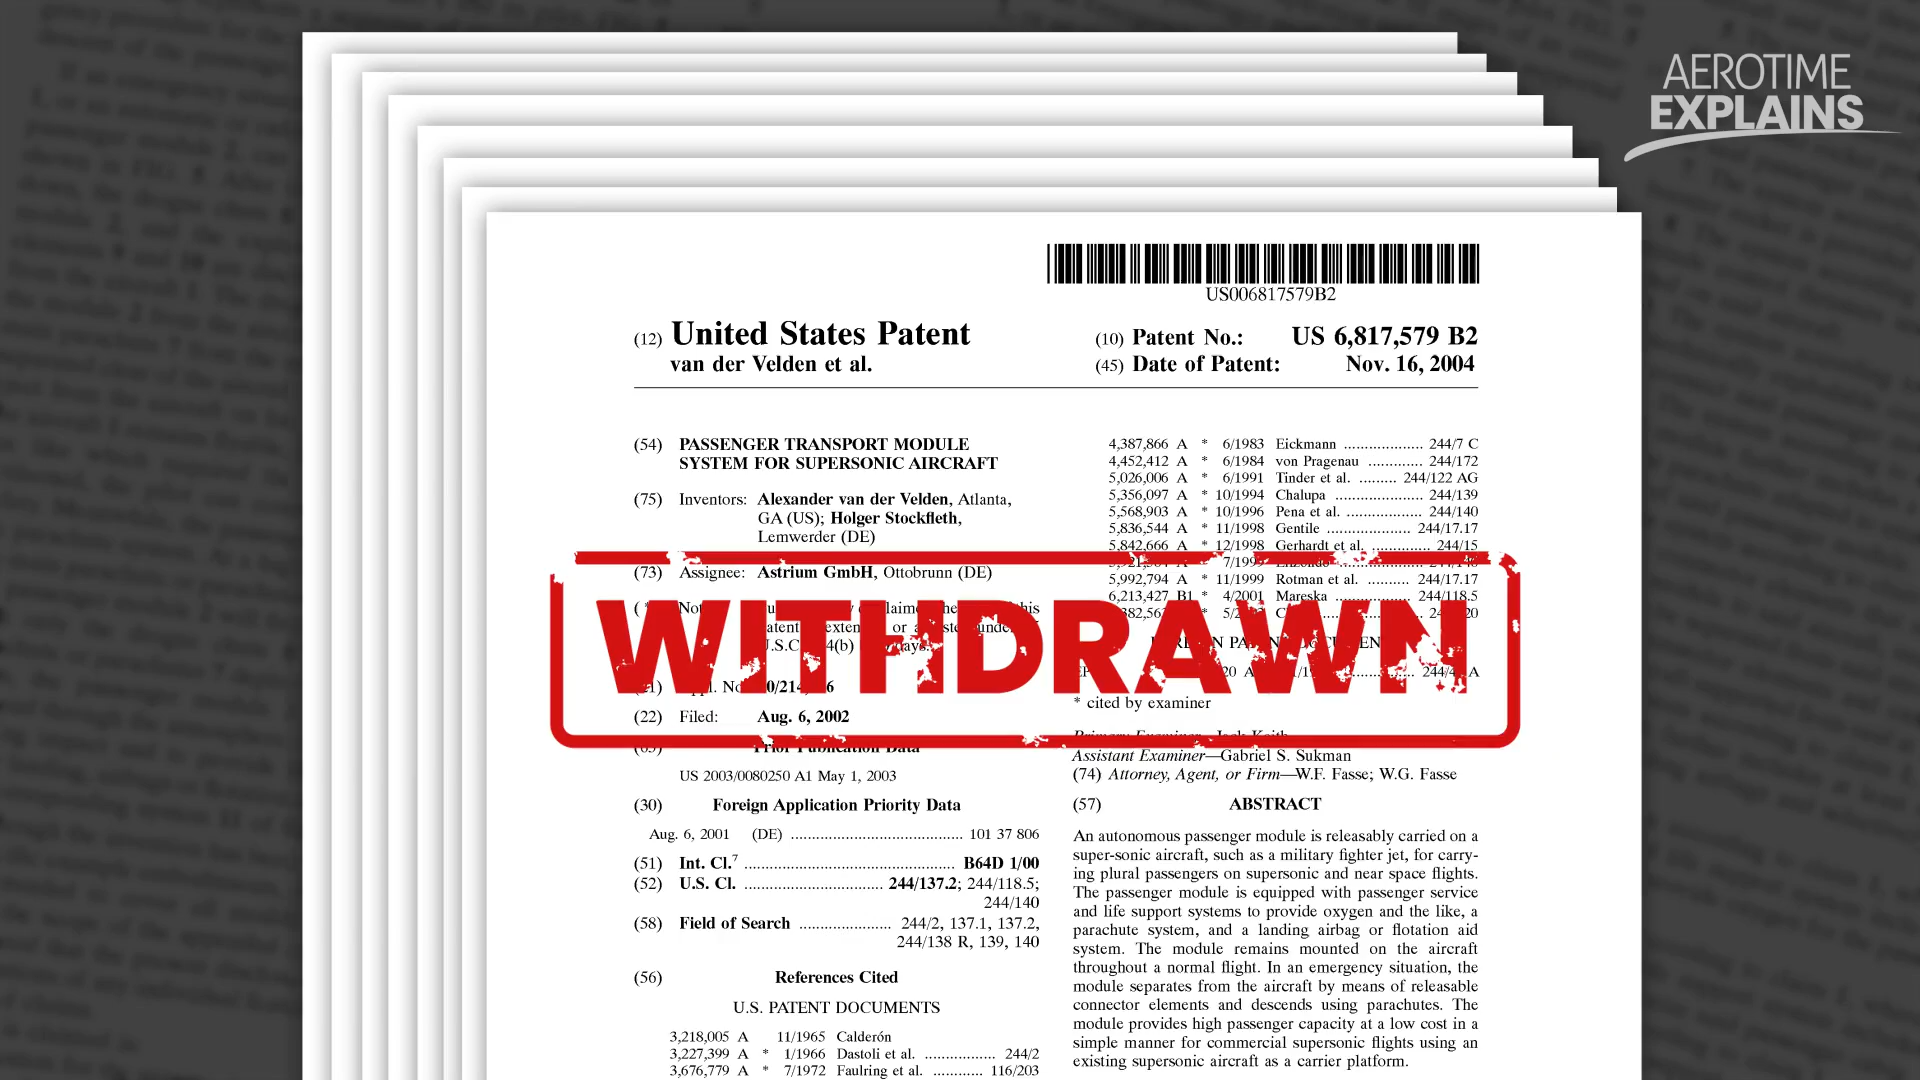 AEROTIME
EXPLAINS
US006817579B2
(12) United States Patent
van der Velden et al.
(10) Patent No.: US 6,817,579 B2
(45) Date of Patent: Nov. 16, 2004
(54) PASSENGER TRANSPORT MODULE
SYSTEM FOR SUPERSONIC AIRCRAFT
(75) Inventors: Alexander van der Velden, Atlanta,
GA (US); Holger Stockfleth,
Lemwerder (DE)
(73) Assignee: Astrium GmbH, Ottobrunn (DE)
WITHDRAWN
(22) Filed: Aug. 6, 2002
Prior Publication Data
US 2003/0080250 A1 May 1, 2003
(30) Foreign Application Priority Data
Aug. 6, 2001 (DE) ........................................ 101 37 806
(51) Int. Cl.7 .................................................. B64D 1/00
(52) U.S. Cl. ................................. 244/137.2; 244/118.5;
244/140
(58) Field of Search ...................... 244/2, 137.1, 137.2,
244/138 R, 139, 140
(56) References Cited
U.S. PATENT DOCUMENTS
3,218,005 A 11/1965 Calderón
3,227,399 A * 1/1966 Dastoli et al. ................. 244/2
3,676,779 A * 7/1972 Faulring et al. ............ 116/203
4,387,866 A * 6/1983 Eickmann ................... 244/7 C
4,452,412 A * 6/1984 von Pragenau ............. 244/172
5,026,006 A * 6/1991 Tinder et al. ......... 244/122 AG
5,356,097 A * 10/1994 Chalupa ..................... 244/139
5,568,903 A * 10/1996 Pena et al. .................. 244/140
5,836,544 A * 11/1998 Gentile .................... 244/17.17
5,842,666 A * 12/1998 Gerhardt et al. .............. 244/15
5,992,794 A * 11/1999 Rotman et al. .......... 244/17.17
6,213,427 B1 * 4/2001 Mareska .................. 244/118.5
* cited by examiner
Primary Examiner—Jack Keith
Assistant Examiner—Gabriel S. Sukman
(74) Attorney, Agent, or Firm—W.F. Fasse; W.G. Fasse
(57) ABSTRACT
An autonomous passenger module is releasably carried on a
super-sonic aircraft, such as a military fighter jet, for carry-
ing plural passengers on supersonic and near space flights.
The passenger module is equipped with passenger service
and life support systems to provide oxygen and the like, a
parachute system, and a landing airbag or flotation aid
system. The module remains mounted on the aircraft
throughout a normal flight. In an emergency situation, the
module separates from the aircraft by means of releasable
connector elements and descends using parachutes. The
module provides high passenger capacity at a low cost in a
simple manner for commercial supersonic flights using an
existing supersonic aircraft as a carrier platform.